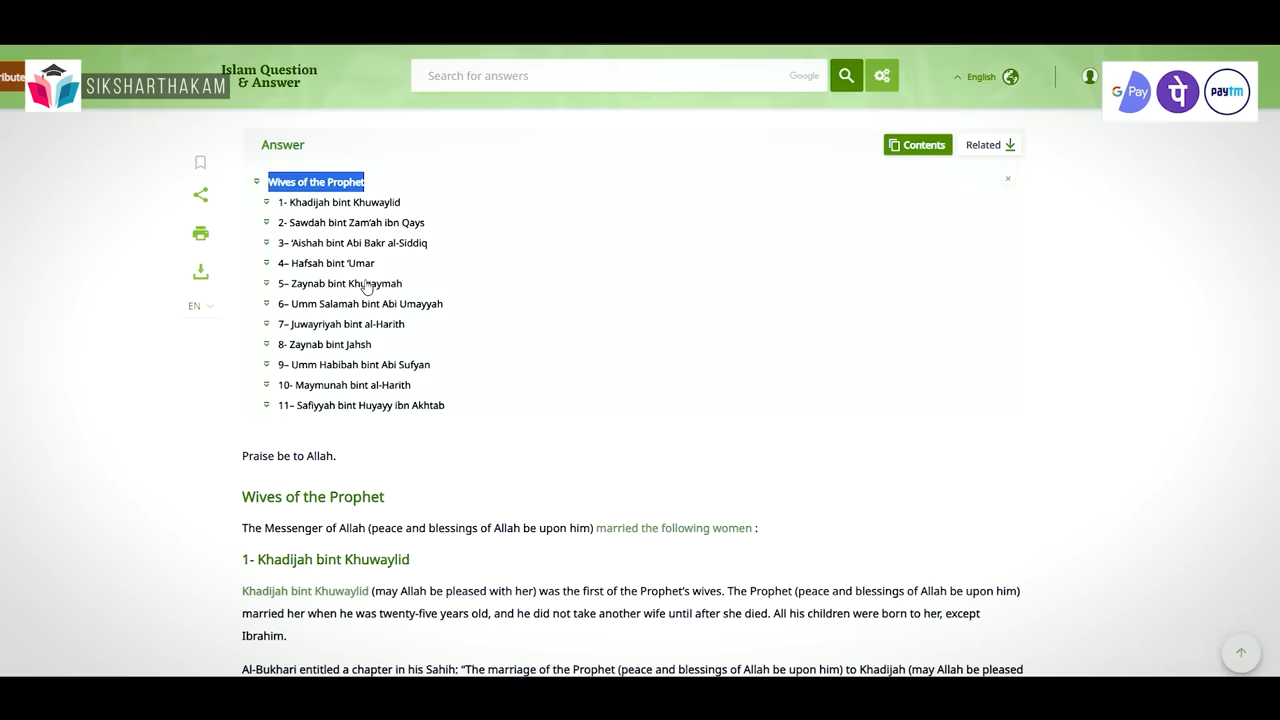 ribute
SIKSHARTHAKAM
Islam Question
& Answer
Search for answers
Google
English
G Pay
पे
paytm
Answer
Contents
Related
Wives of the Prophet
1- Khadijah bint Khuwaylid
2- Sawdah bint Zam’ah ibn Qays
3– ‘Aishah bint Abi Bakr al-Siddiq
4– Hafsah bint ‘Umar
5– Zaynab bint Khuzaymah
6– Umm Salamah bint Abi Umayyah
7– Juwayriyah bint al-Harith
8- Zaynab bint Jahsh
9– Umm Habibah bint Abi Sufyan
10- Maymunah bint al-Harith
11– Safiyyah bint Huyayy ibn Akhtab
EN
Praise be to Allah.
Wives of the Prophet
The Messenger of Allah (peace and blessings of Allah be upon him) married the following women :
1- Khadijah bint Khuwaylid
Khadijah bint Khuwaylid (may Allah be pleased with her) was the first of the Prophet’s wives. The Prophet (peace and blessings of Allah be upon him)
married her when he was twenty-five years old, and he did not take another wife until after she died. All his children were born to her, except
Ibrahim.
Al-Bukhari entitled a chapter in his Sahih: “The marriage of the Prophet (peace and blessings of Allah be upon him) to Khadijah (may Allah be pleased